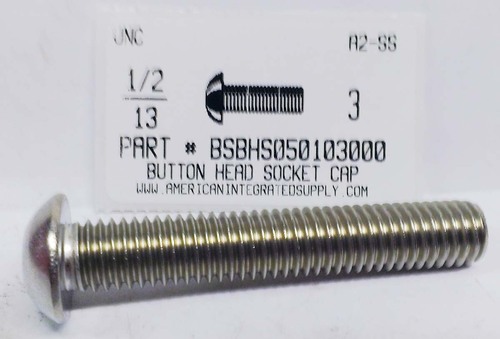 UNC A2-SS
1/2
13
3
PART # BSBHS050103000
BUTTON HEAD SOCKET CAP
WWW.AMERICANINTEGRATEDSUPPLY.COM